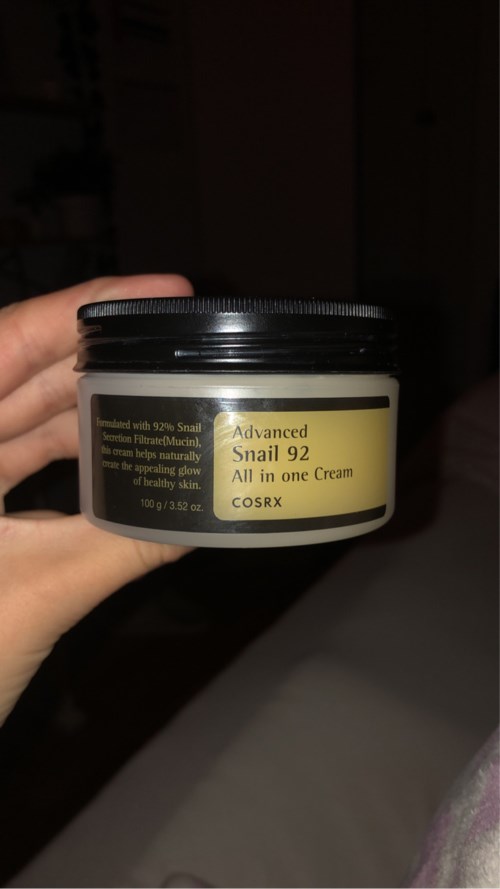 Formulated with 92% Snail
Secretion Filtrate(Mucin),
this cream helps naturally
create the appealing glow
of healthy skin.
100 g / 3.52 oz.
Advanced
Snail 92
All in one Cream
COSRX